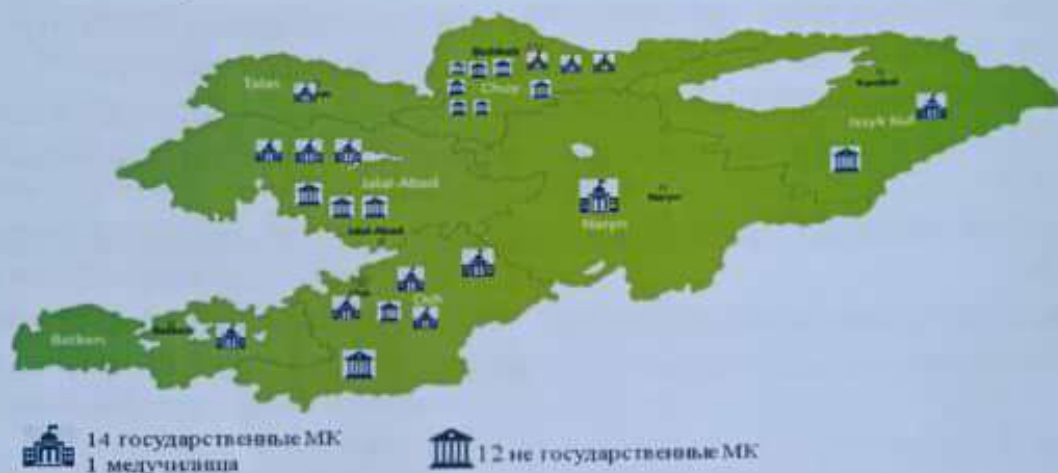 Talas
Bishkek
Chuy
Issyk Kul
Jalal-Abad
Naryn
Naryn
Jalal-Abad
Osh
Batken
14 государственные МК
1 медучилища
12 не государственные МК